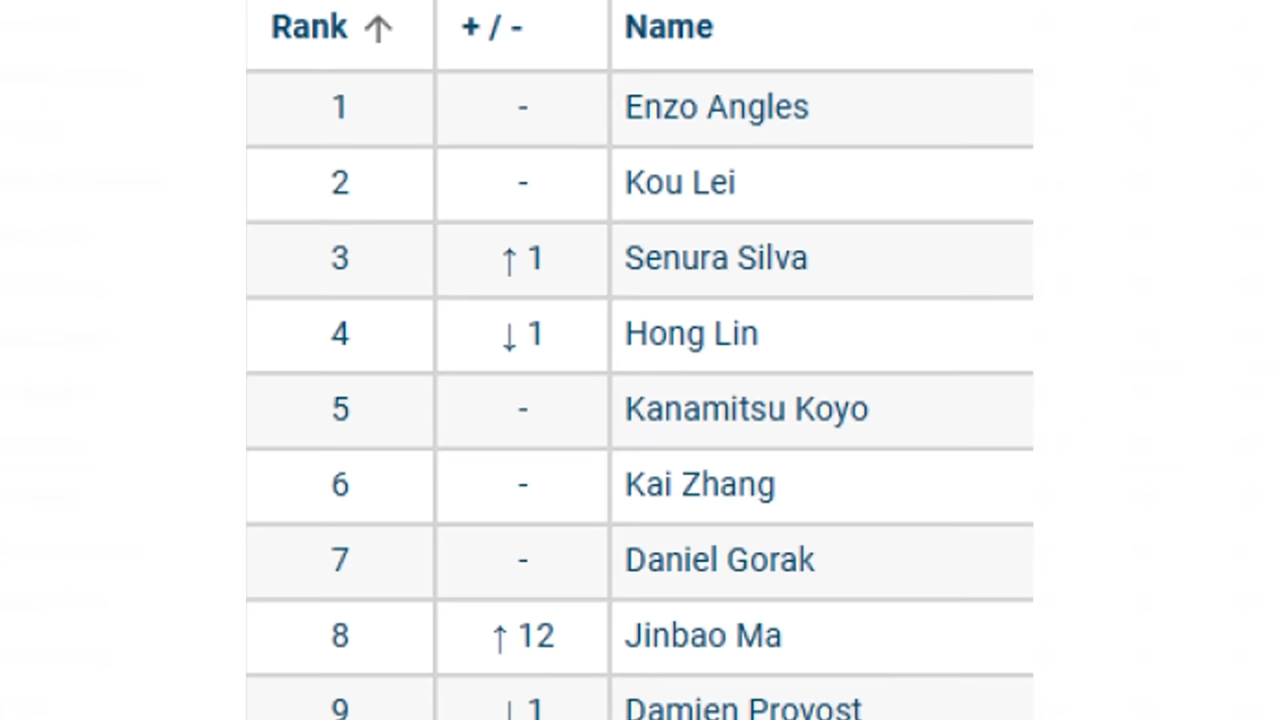 Rank ↑ + / - Name
1 - Enzo Angles
2 - Kou Lei
3 ↑ 1 Senura Silva
4 ↓ 1 Hong Lin
5 - Kanamitsu Koyo
6 - Kai Zhang
7 - Daniel Gorak
8 ↑ 12 Jinbao Ma
9 ↓ 1 Damien Provost